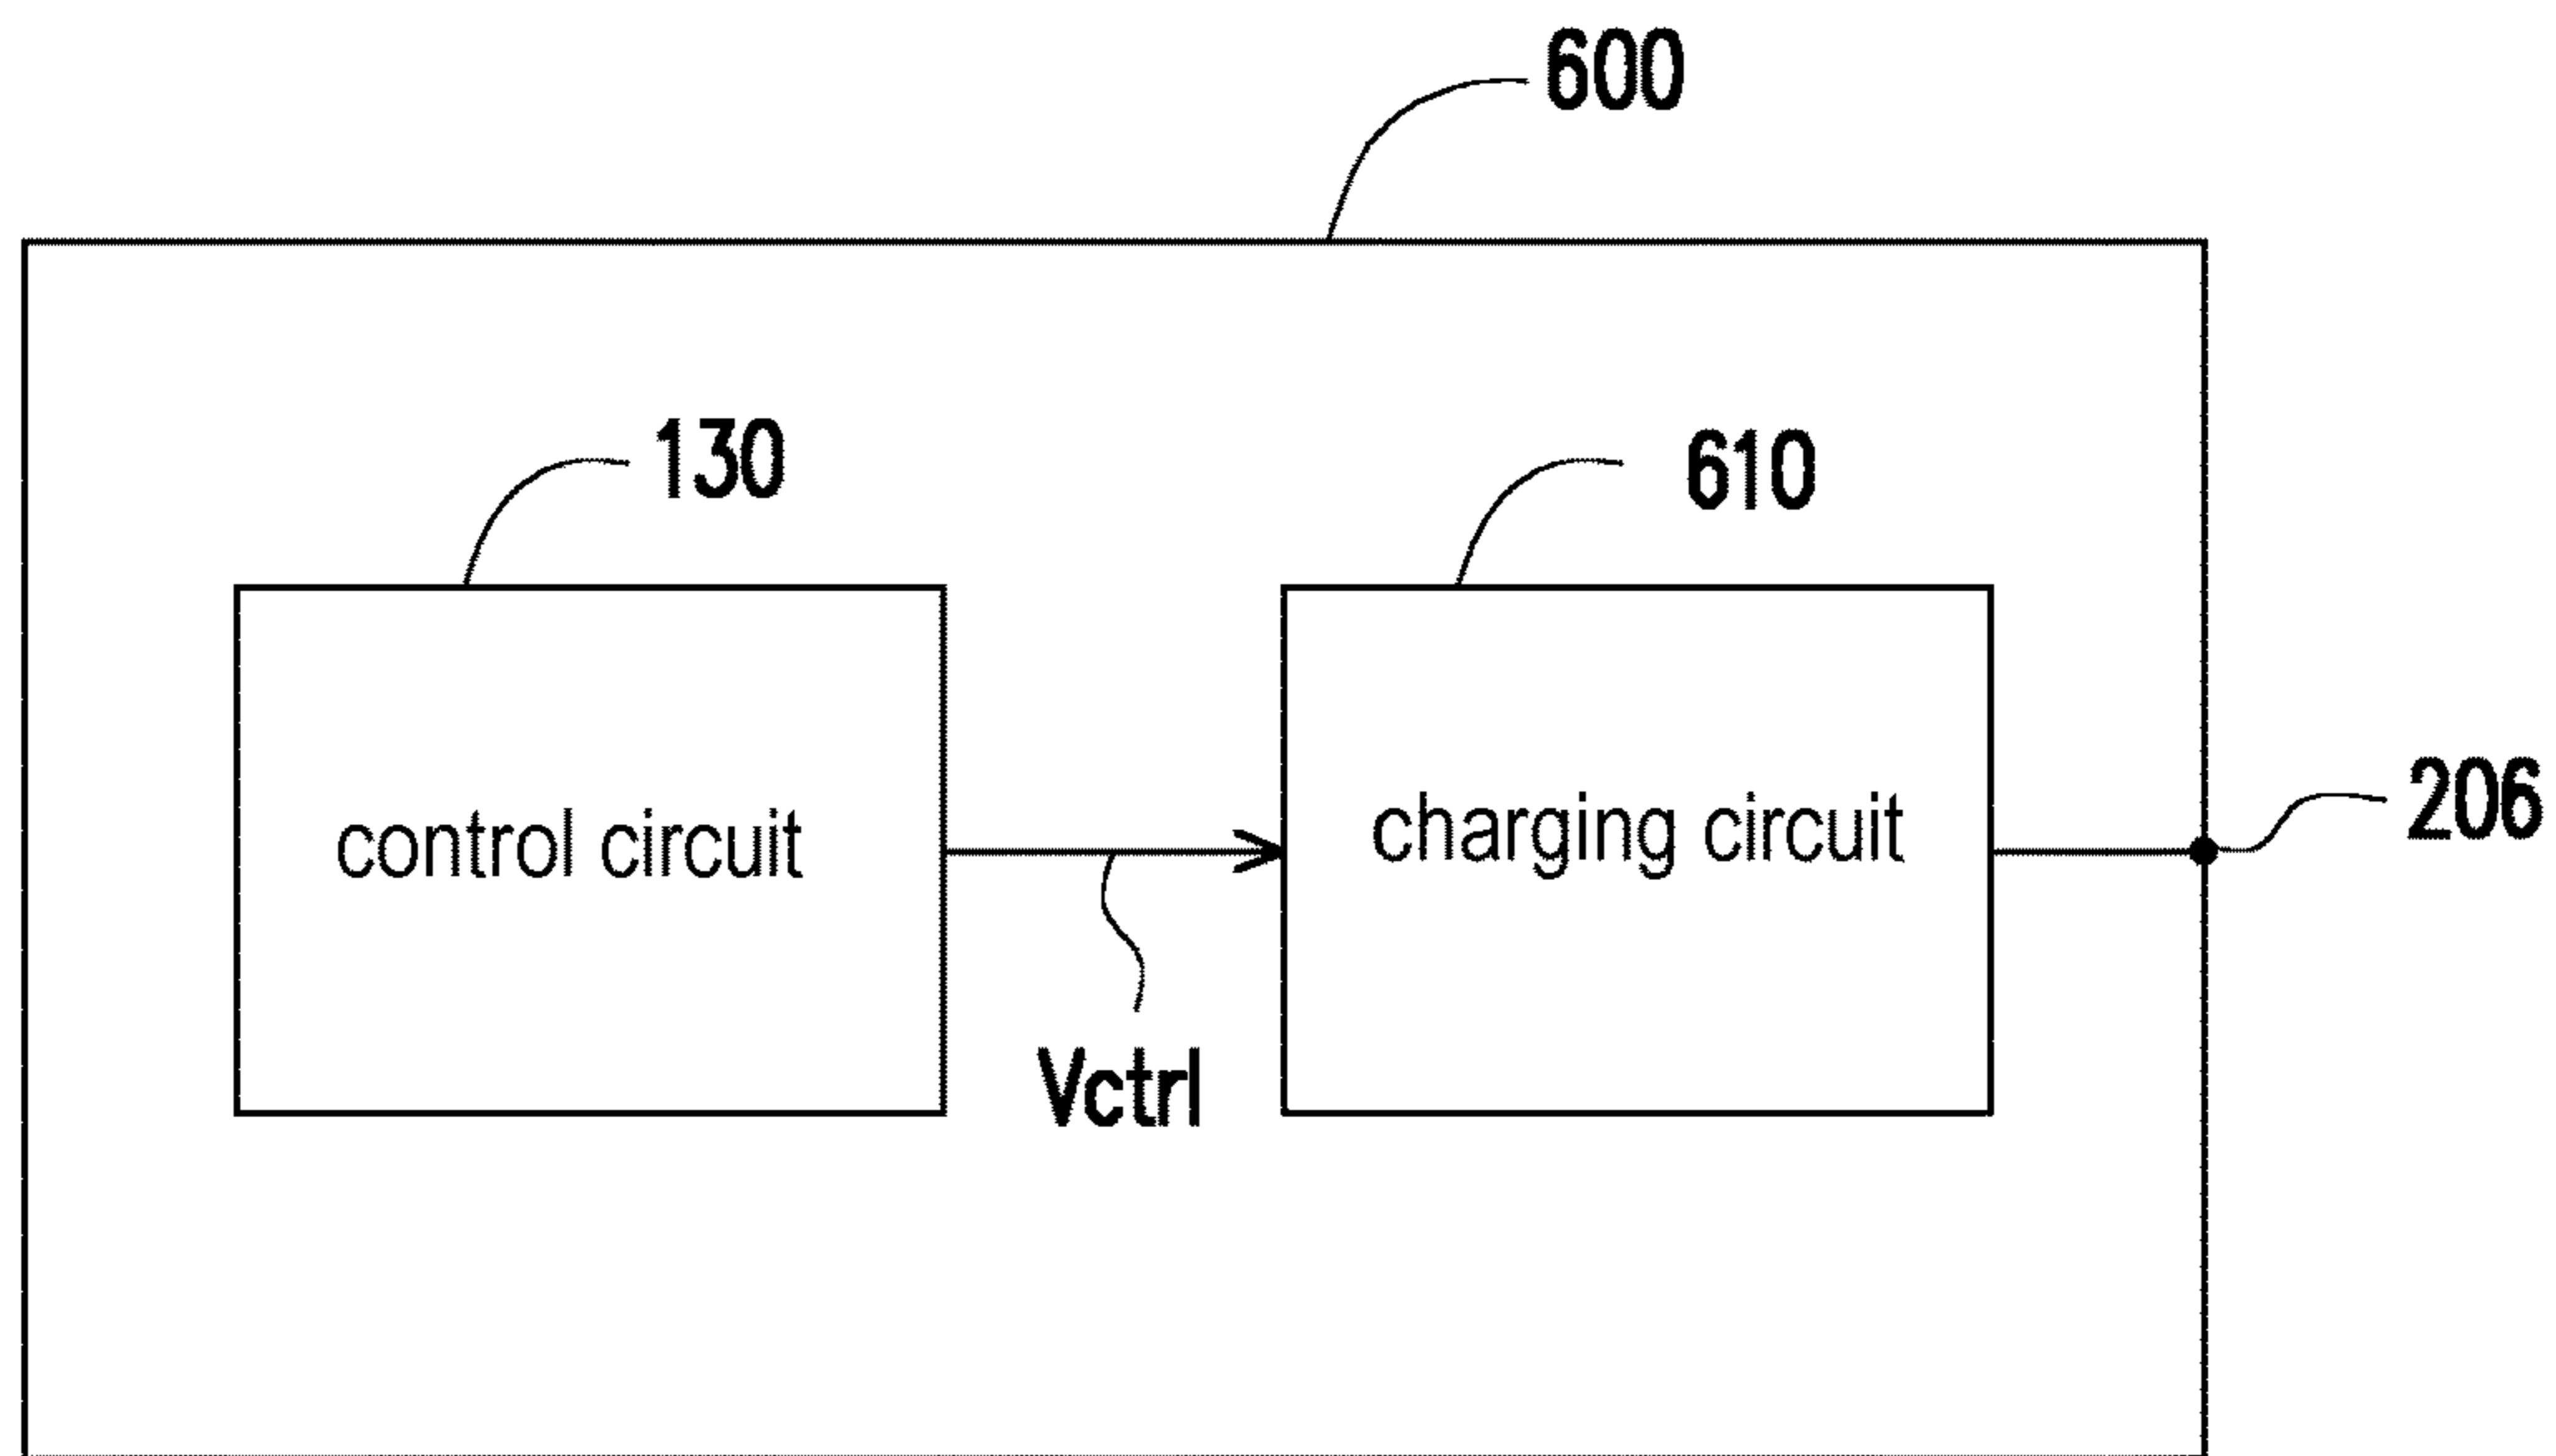 600
130
610
control circuit
charging circuit
206
Vctrl